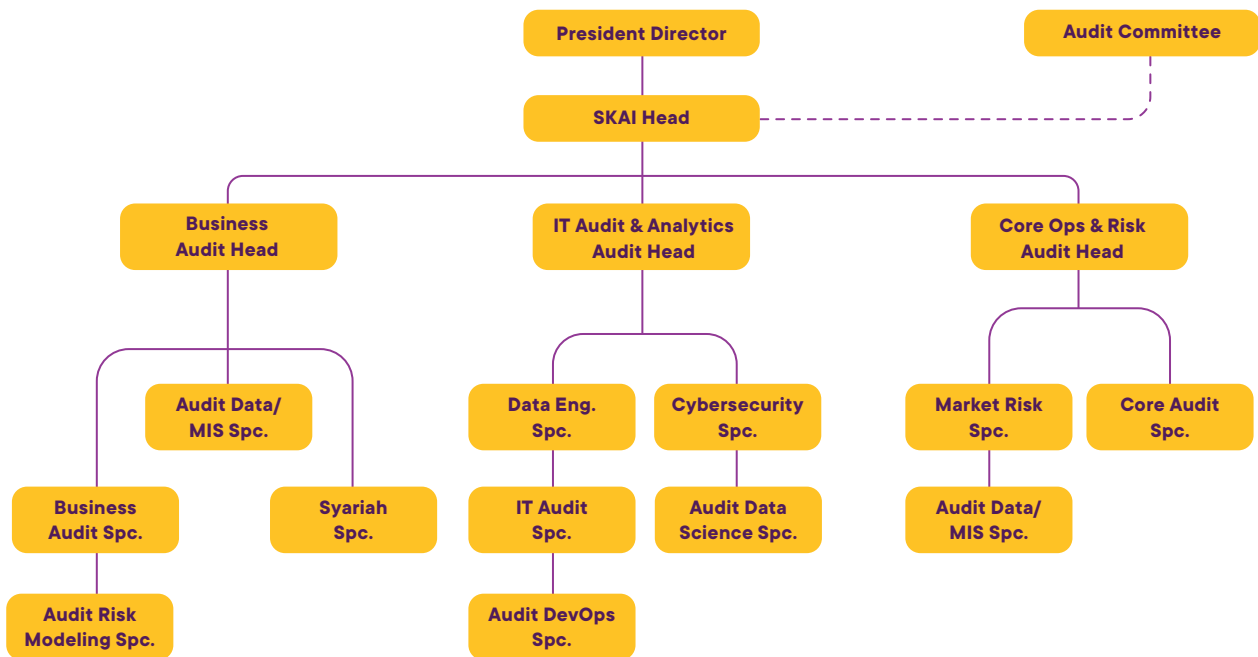 President Director
Audit Committee
SKAI Head
Business
Audit Head
IT Audit & Analytics
Audit Head
Core Ops & Risk
Audit Head
Audit Data/
MIS Spc.
Data Eng.
Spc.
Cybersecurity
Spc.
Market Risk
Spc.
Core Audit
Spc.
Business
Audit Spc.
Syariah
Spc.
IT Audit
Spc.
Audit Data
Science Spc.
Audit Data/
MIS Spc.
Audit Risk
Modeling Spc.
Audit DevOps
Spc.